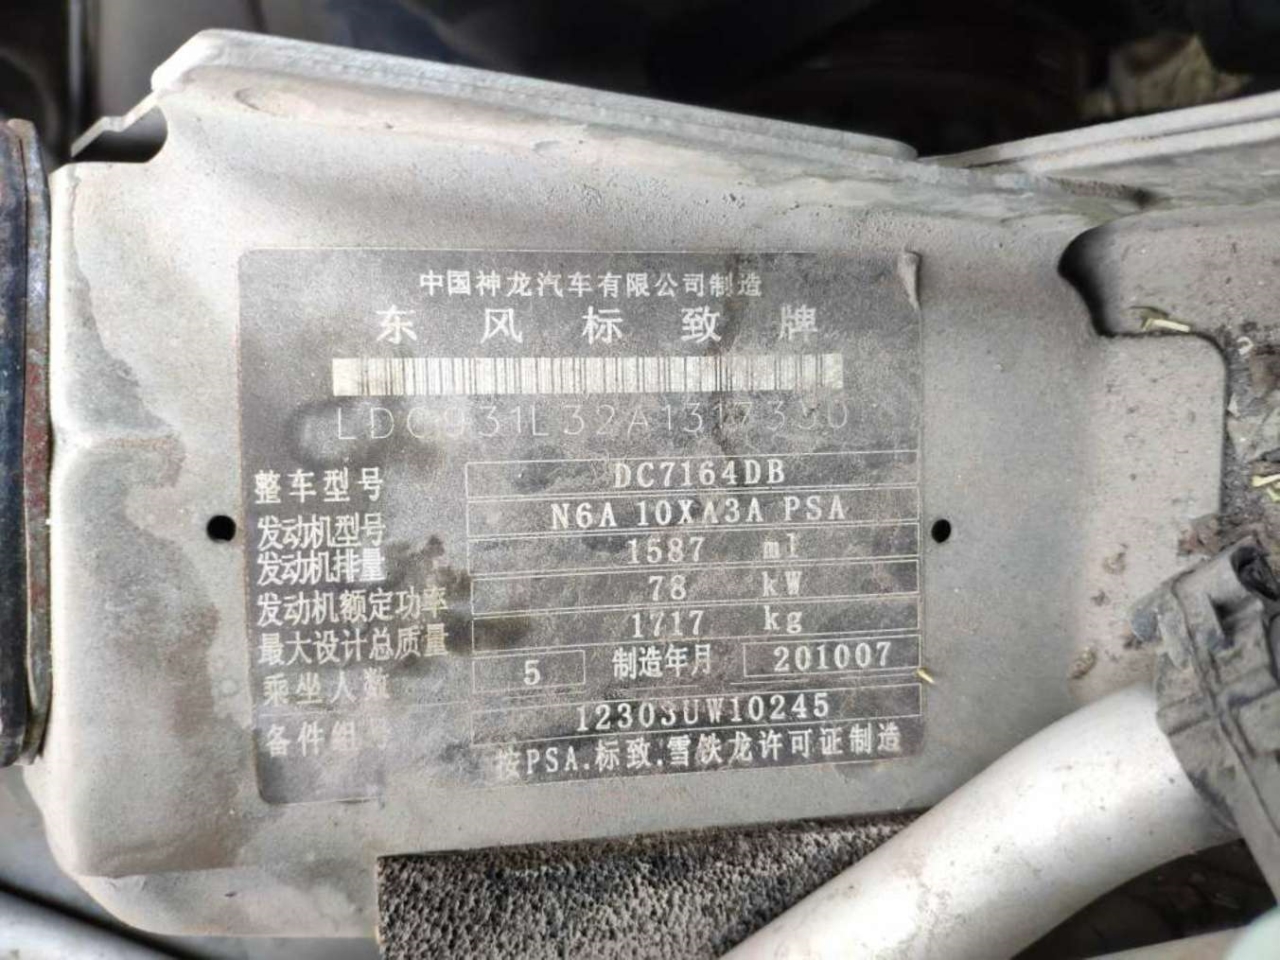 中国神龙汽车有限公司制造
东风标致牌
LDC931L32A1317330
整车型号 DC7164DB
发动机型号 N6A 10XA3A PSA
发动机排量 1587 ml
发动机额定功率 78 kW
最大设计总质量 1717 kg
乘坐人数 5 制造年月 201007
备件组号 12303UW10245
按PSA.标致.雪铁龙许可证制造